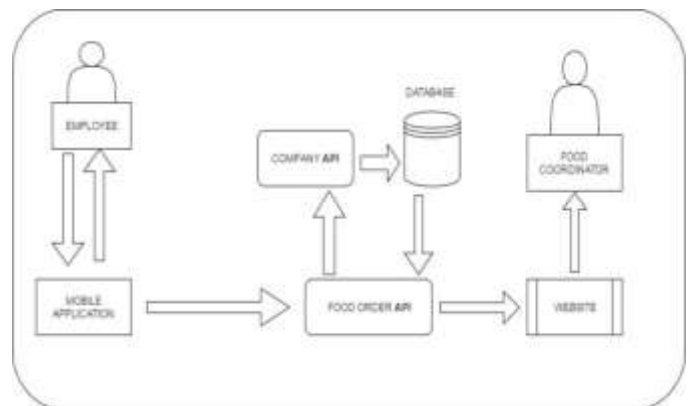 DATABASE
EMPLOYEE
COMPANY API
FOOD
COORDINATOR
MOBILE
APPLICATION
FOOD ORDER API
WEBSITE